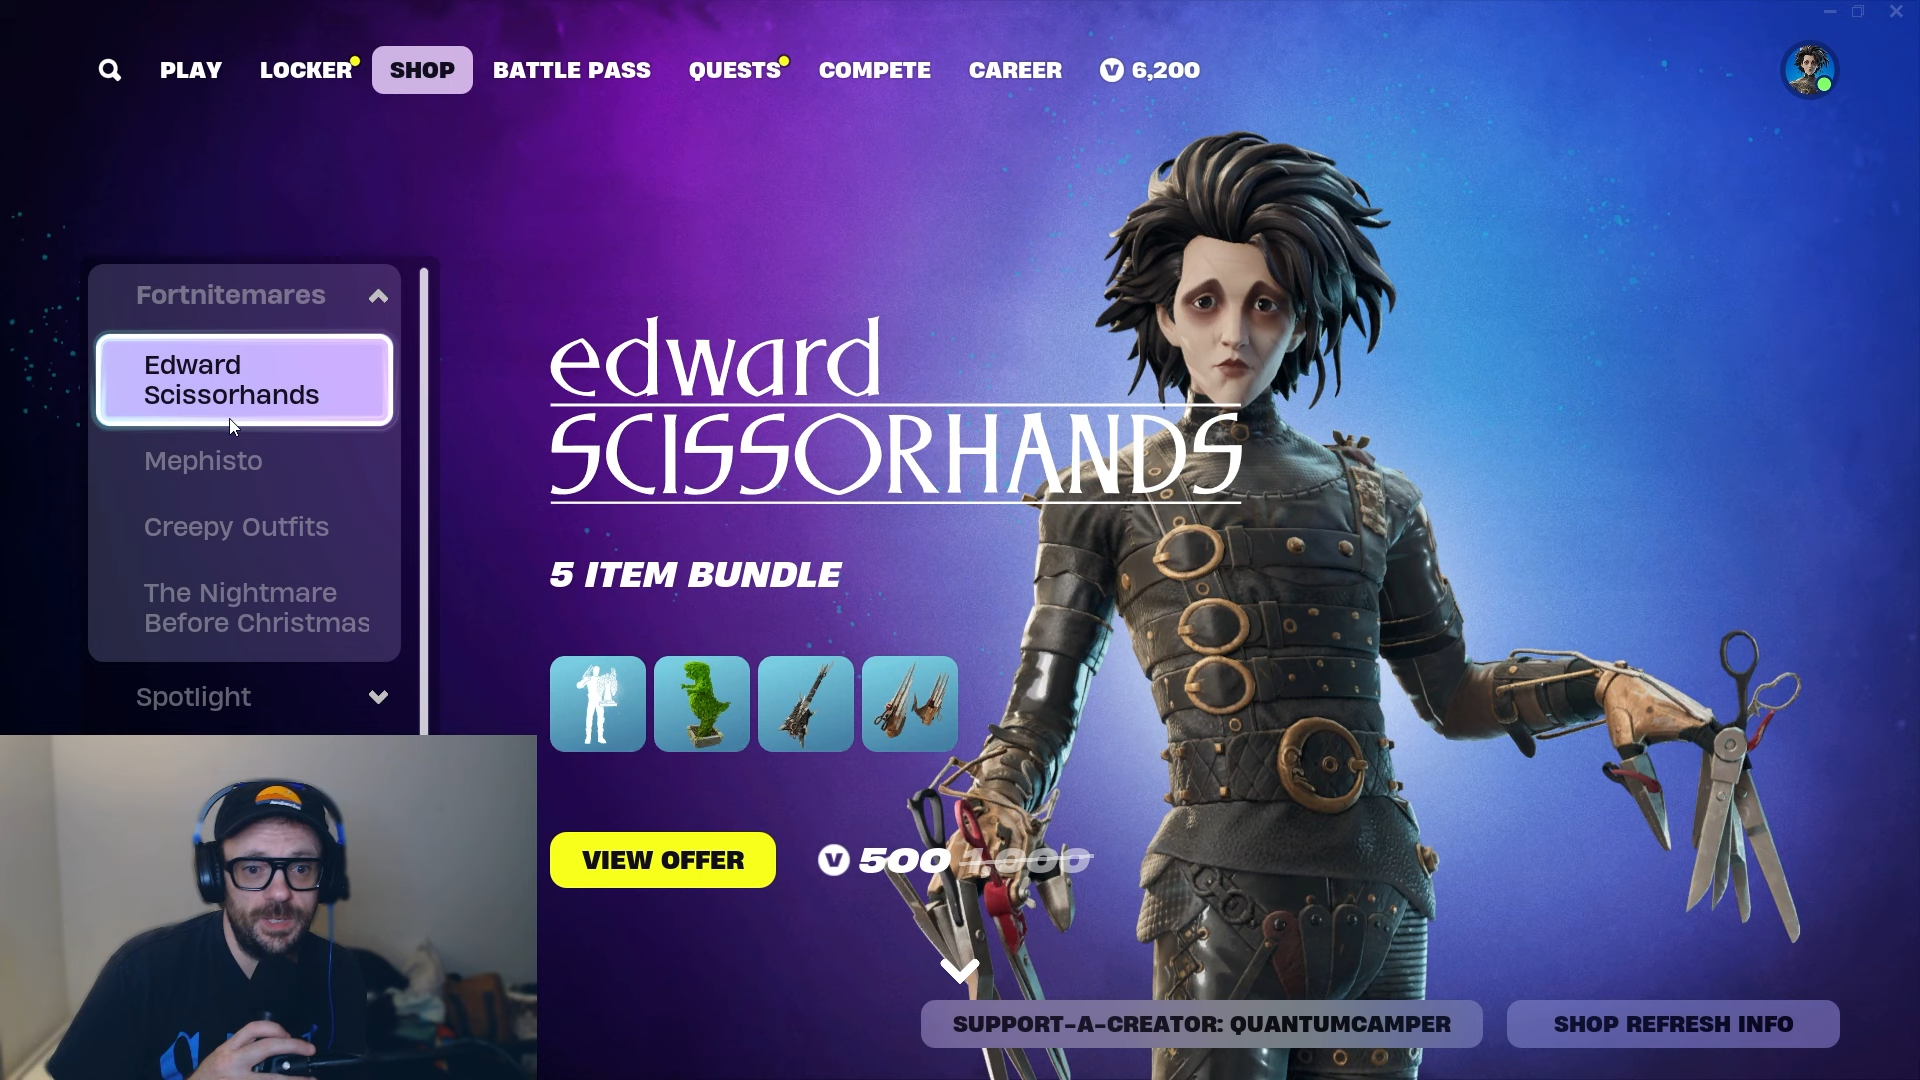 PLAY
LOCKER
SHOP
BATTLE PASS
QUESTS
COMPETE
CAREER
6,200
Fortnitemares
Edward
Scissorhands
Mephisto
Creepy Outfits
The Nightmare
Before Christmas
Spotlight
edward
SCISSORHANDS
5 ITEM BUNDLE
VIEW OFFER
500 1,000
SUPPORT-A-CREATOR: QUANTUMCAMPER
SHOP REFRESH INFO